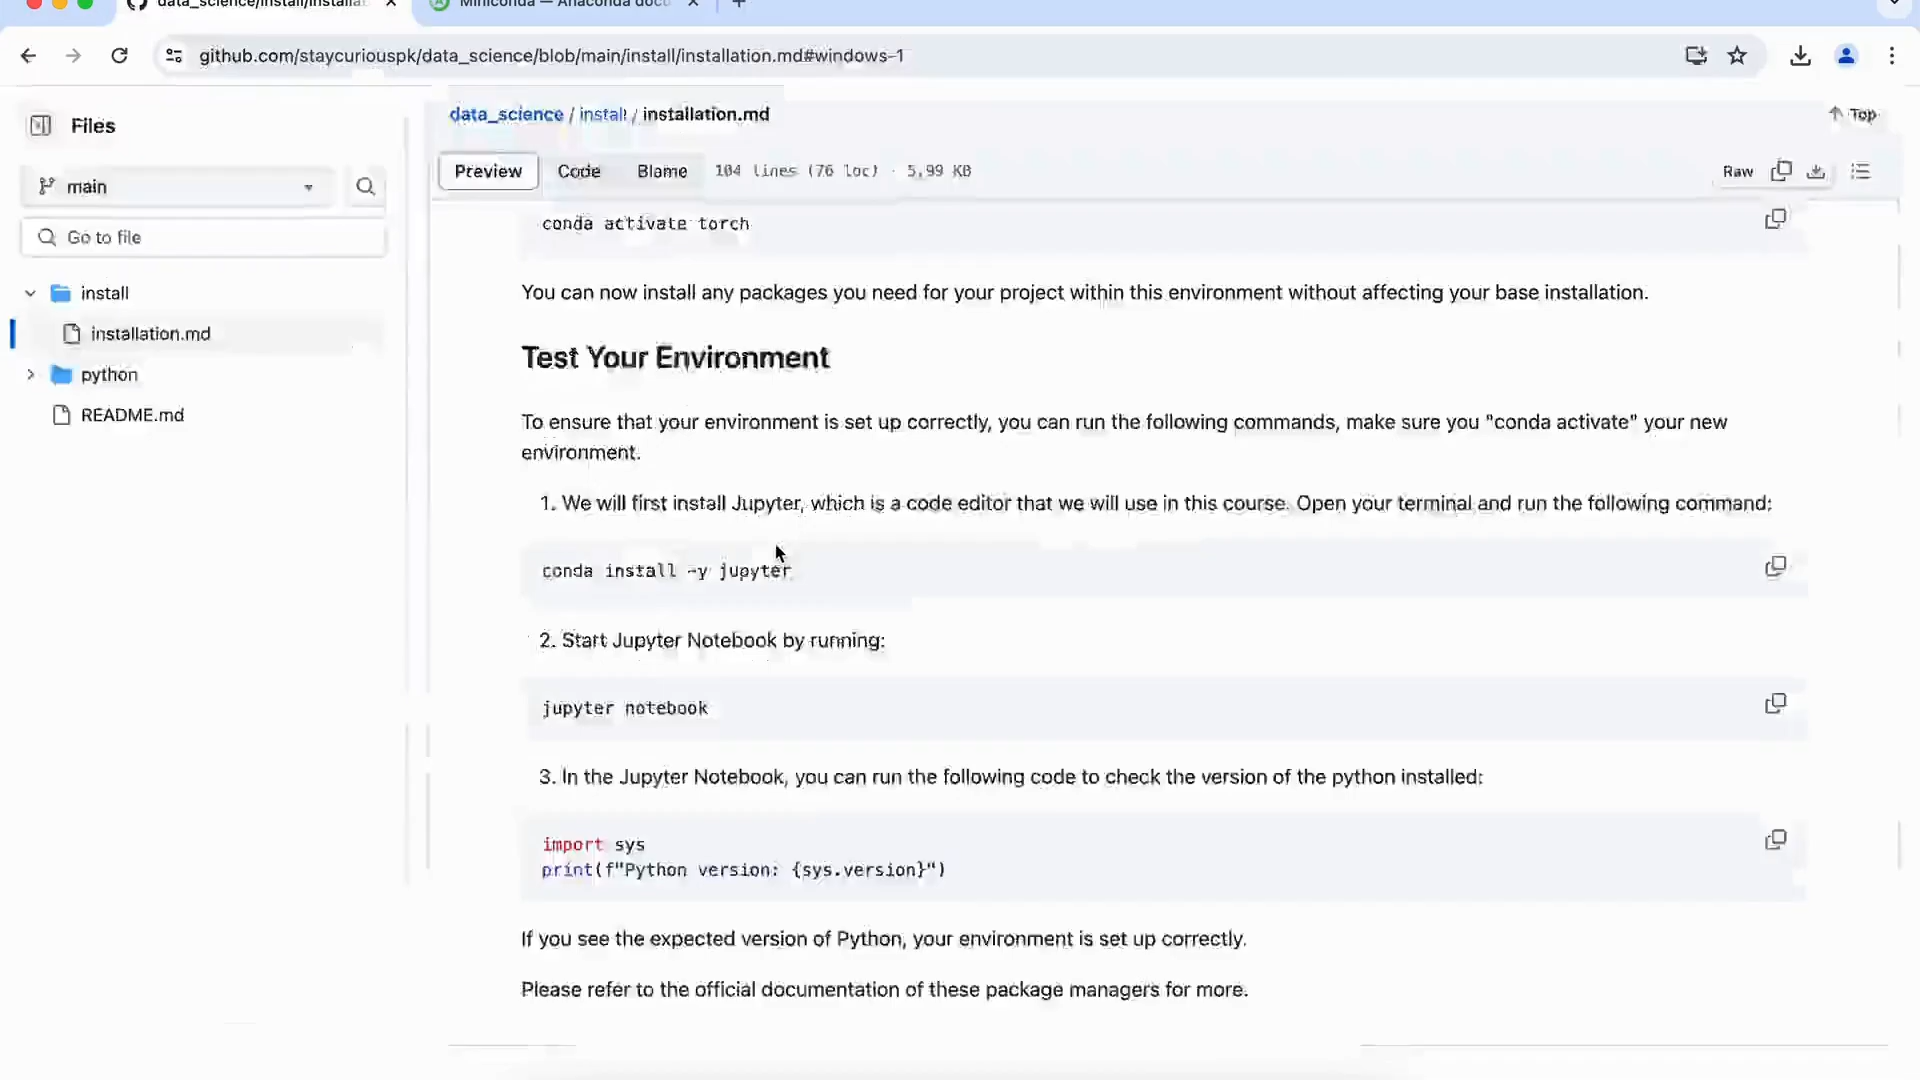 data_science/install/installa
Miniconda — Anaconda docu
github.com/staycuriouspk/data_science/blob/main/install/installation.md#windows-1
Files
data_science / install / installation.md
Top
main
Preview
Code
Blame
104 lines (76 loc) · 5.99 KB
Raw
Go to file
conda activate torch
install
You can now install any packages you need for your project within this environment without affecting your base installation.
installation.md
Test Your Environment
python
README.md
To ensure that your environment is set up correctly, you can run the following commands, make sure you "conda activate" your new
environment.
1. We will first install Jupyter, which is a code editor that we will use in this course. Open your terminal and run the following command:
conda install -y jupyter
2. Start Jupyter Notebook by running:
jupyter notebook
3. In the Jupyter Notebook, you can run the following code to check the version of the python installed:
import sys
print(f"Python version: {sys.version}")
If you see the expected version of Python, your environment is set up correctly.
Please refer to the official documentation of these package managers for more.